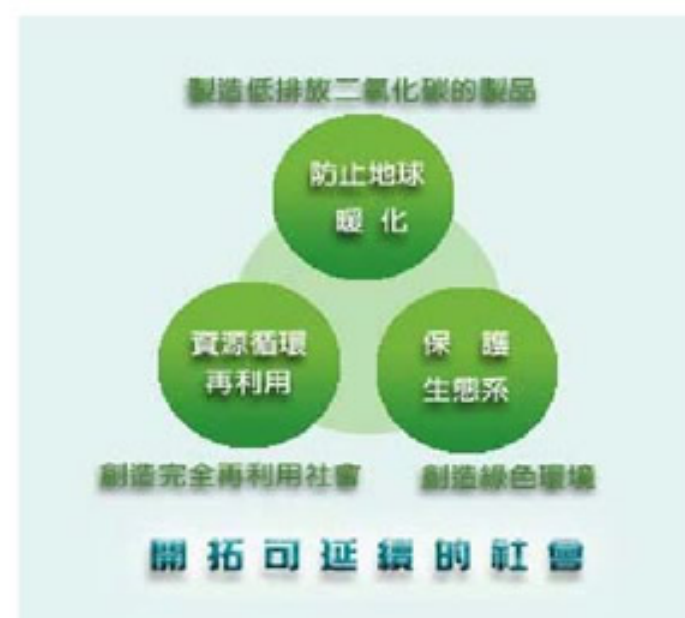 製造低排放二氧化碳的製品
防止地球
暖 化
資源循環
再利用
保 護
生態系
創造完全再利用社會
創造綠色環境
開拓可延續的社會